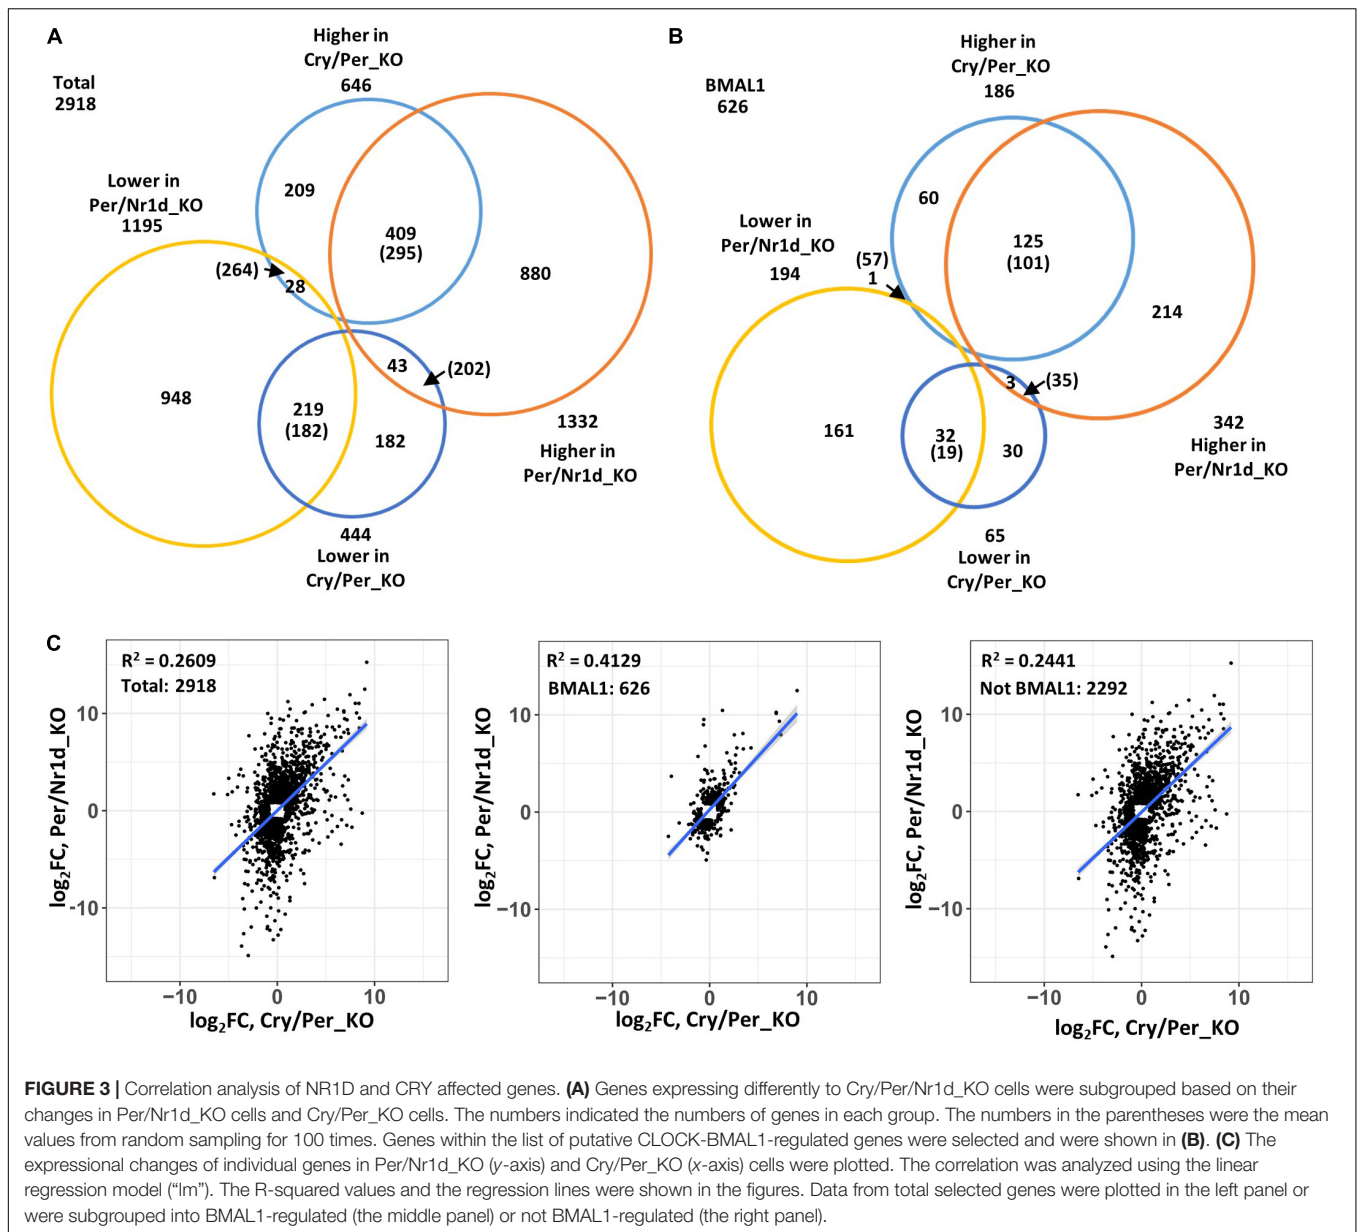 A
Total
2918
Higher in
Cry/Per_KO
646
Lower in
Per/Nr1d_KO
1195
209
409
(295)
880
(264)
28
43
(202)
948
219
(182)
182
1332
Higher in
Per/Nr1d_KO
444
Lower in
Cry/Per_KO
B
BMAL1
626
Higher in
Cry/Per_KO
186
Lower in
Per/Nr1d_KO
194
60
125
(101)
214
(57)
1
3
(35)
161
32
(19)
30
342
Higher in
Per/Nr1d_KO
65
Lower in
Cry/Per_KO
C
R² = 0.2609
Total: 2918
log₂FC, Per/Nr1d_KO
10
0
-10
−10 0 10
log₂FC, Cry/Per_KO
R² = 0.4129
BMAL1: 626
log₂FC, Per/Nr1d_KO
10
0
−10
−10 0 10
log₂FC, Cry/Per_KO
R² = 0.2441
Not BMAL1: 2292
log₂FC, Per/Nr1d_KO
10
0
−10
−10 0 10
log₂FC, Cry/Per_KO
FIGURE 3 | Correlation analysis of NR1D and CRY affected genes. (A) Genes expressing differently to Cry/Per/Nr1d_KO cells were subgrouped based on their
changes in Per/Nr1d_KO cells and Cry/Per_KO cells. The numbers indicated the numbers of genes in each group. The numbers in the parentheses were the mean
values from random sampling for 100 times. Genes within the list of putative CLOCK-BMAL1-regulated genes were selected and were shown in (B). (C) The
expressional changes of individual genes in Per/Nr1d_KO (y-axis) and Cry/Per_KO (x-axis) cells were plotted. The correlation was analyzed using the linear
regression model (“lm”). The R-squared values and the regression lines were shown in the figures. Data from total selected genes were plotted in the left panel or
were subgrouped into BMAL1-regulated (the middle panel) or not BMAL1-regulated (the right panel).